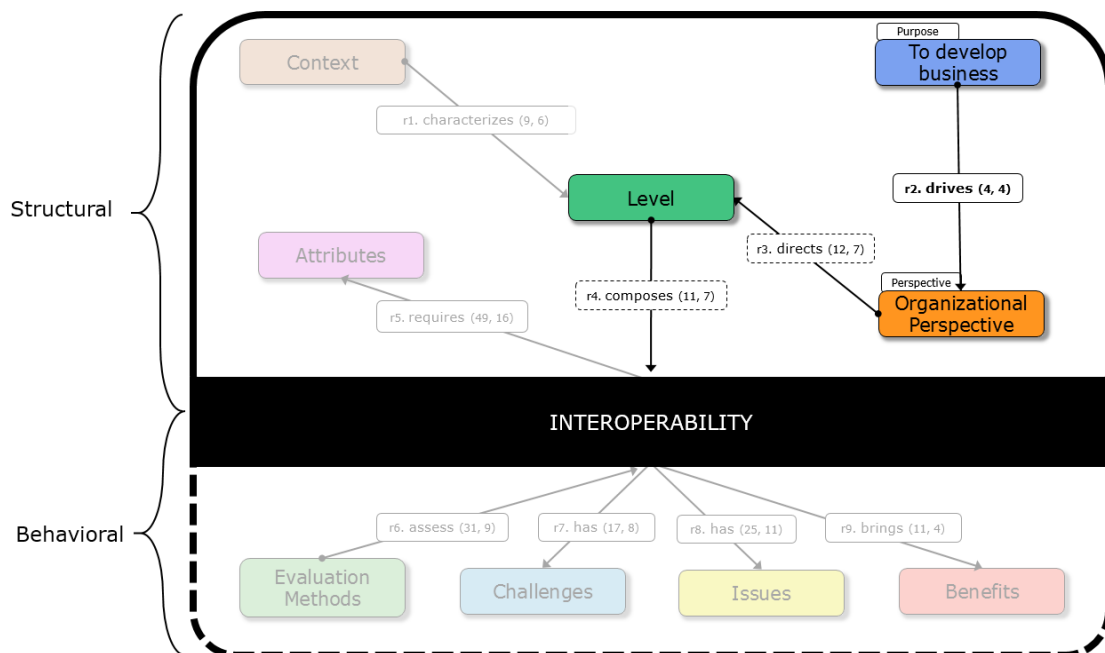 Purpose
To develop
business
Context
r1. characterizes (9, 6)
r2. drives (4, 4)
Level
Structural
Attributes
r3. directs (12, 7)
Perspective
r4. composes (11, 7)
Organizational
Perspective
r5. requires (49, 16)
INTEROPERABILITY
Behavioral
r6. assess (31, 9)
r7. has (17, 8)
r8. has (25, 11)
r9. brings (11, 4)
Evaluation
Methods
Challenges
Issues
Benefits